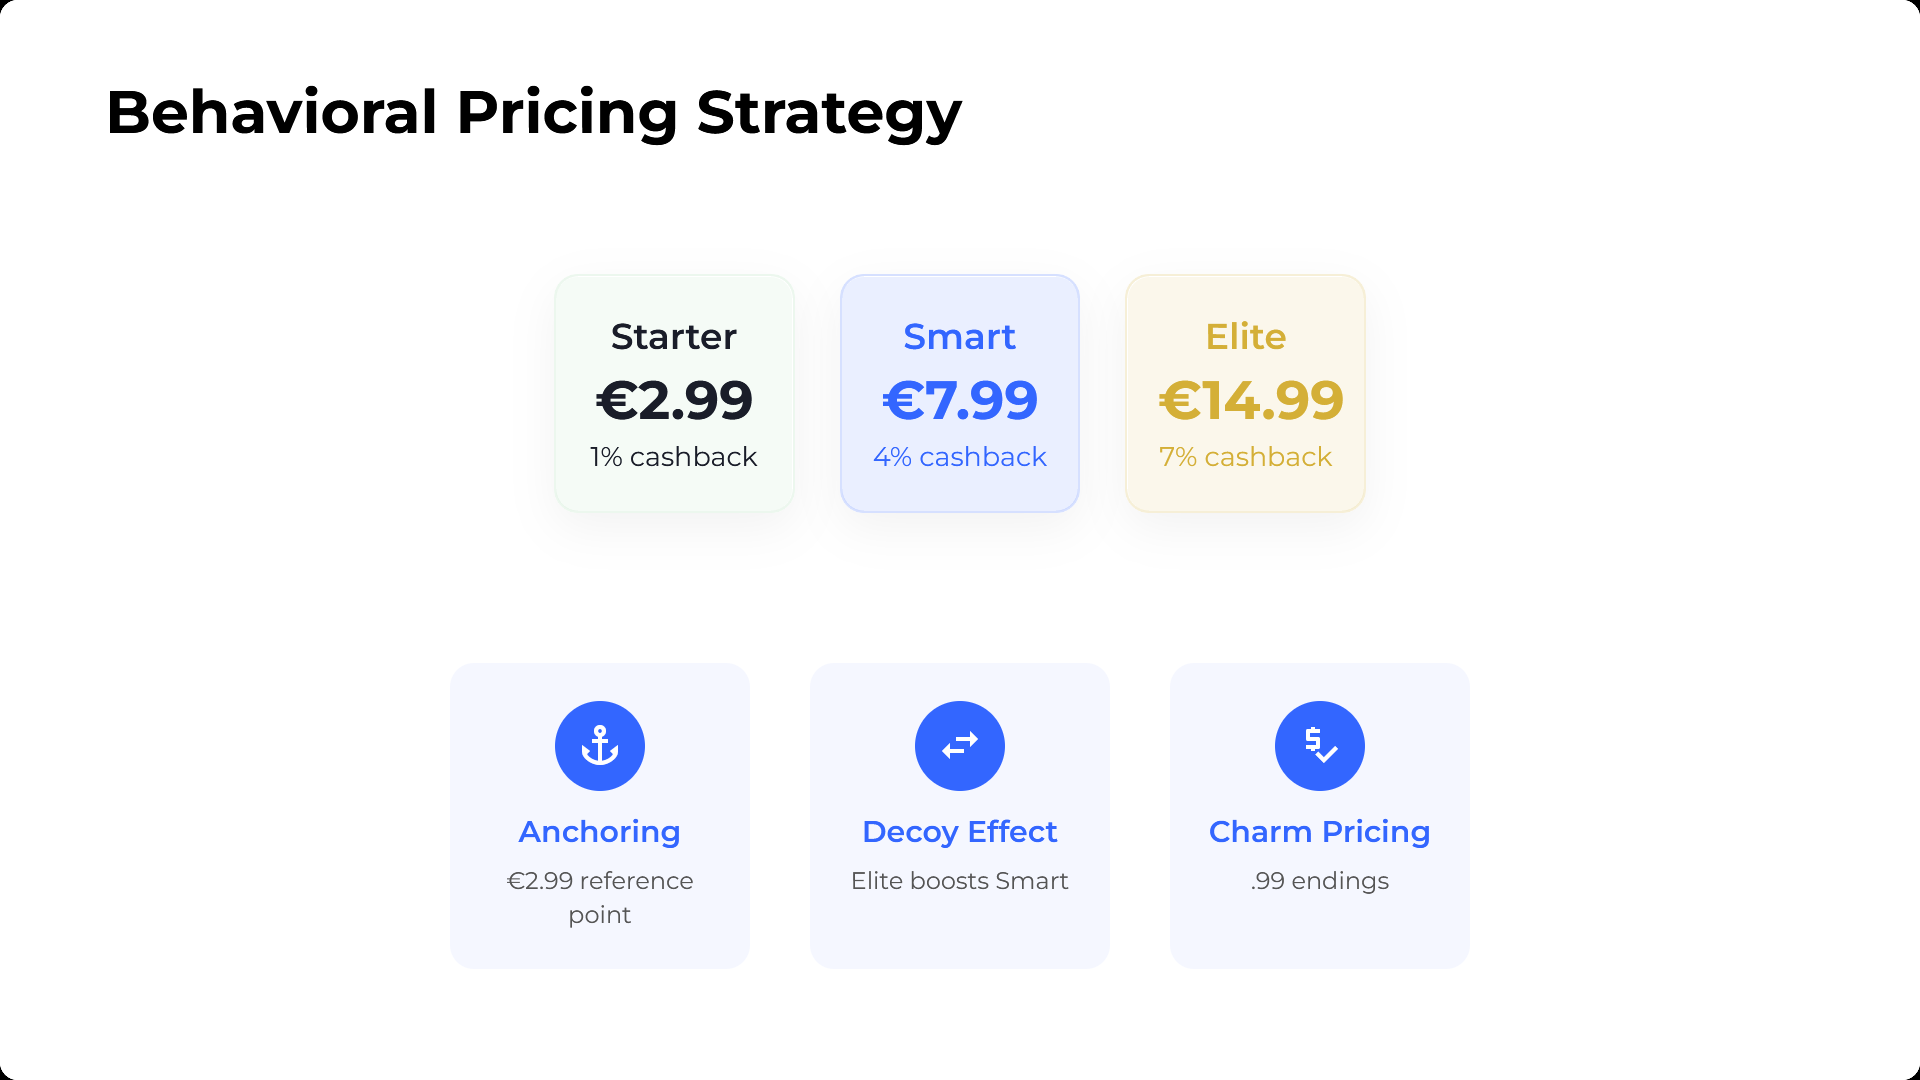 Behavioral Pricing Strategy
Starter
€2.99
1% cashback
Smart
€7.99
4% cashback
Elite
€14.99
7% cashback
Anchoring
€2.99 reference
point
Decoy Effect
Elite boosts Smart
Charm Pricing
.99 endings